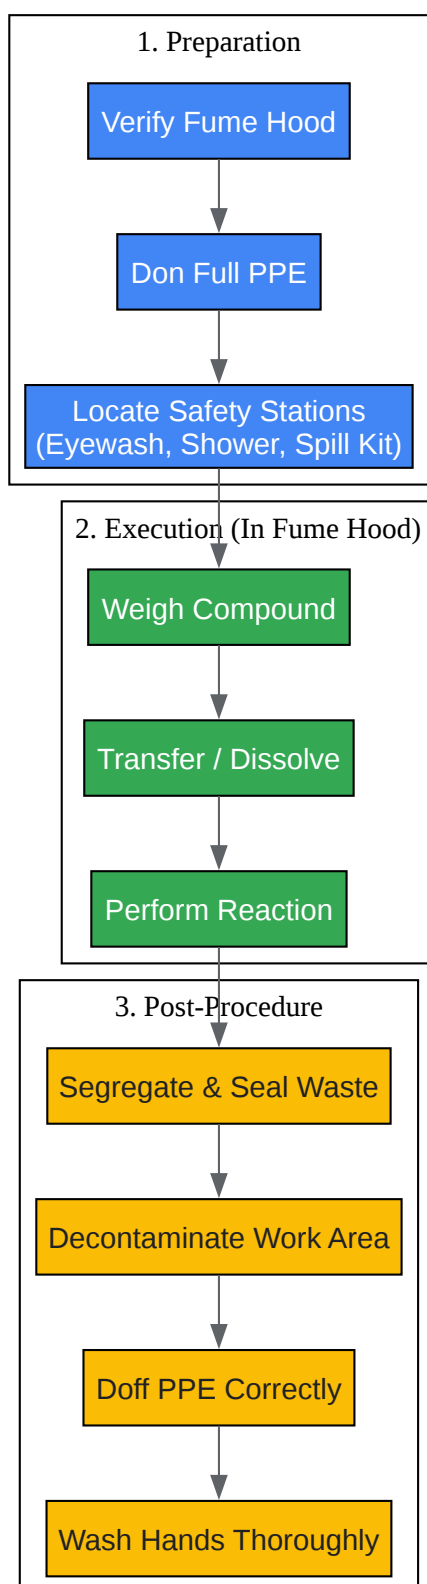 1. Preparation
Verify Fume Hood
Don Full PPE
Locate Safety Stations
(Eyewash, Shower, Spill Kit)
2. Execution (In Fume Hood)
Weigh Compound
Transfer / Dissolve
Perform Reaction
3. Post-Procedure
Segregate & Seal Waste
Decontaminate Work Area
Doff PPE Correctly
Wash Hands Thoroughly